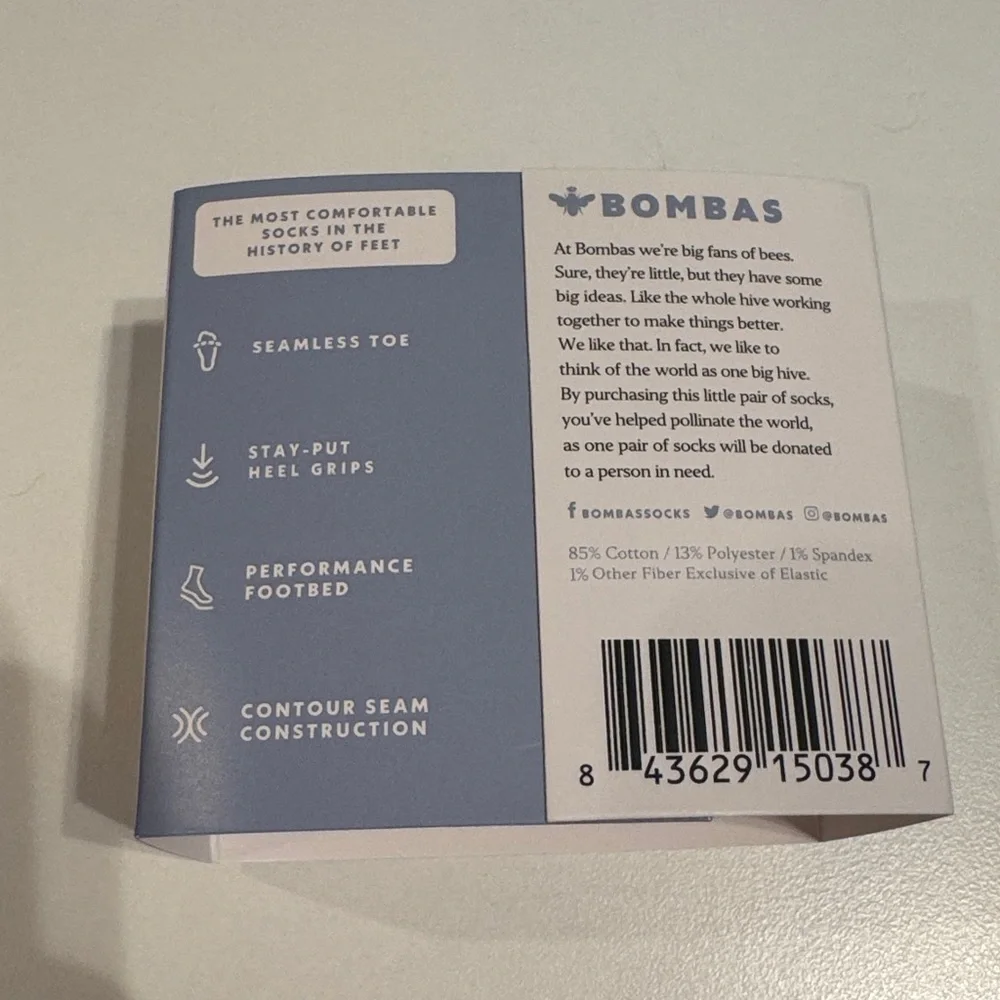 THE MOST COMFORTABLE
SOCKS IN THE
HISTORY OF FEET
SEAMLESS TOE
STAY-PUT
HEEL GRIPS
PERFORMANCE
FOOTBED
CONTOUR SEAM
CONSTRUCTION
BOMBAS
At Bombas we're big fans of bees.
Sure, they're little, but they have some
big ideas. Like the whole hive working
together to make things better.
We like that. In fact, we like to
think of the world as one big hive.
By purchasing this little pair of socks,
you've helped pollinate the world,
as one pair of socks will be donated
to a person in need.
f BOMBASSOCKS @BOMBAS @BOMBAS
85% Cotton / 13% Polyester / 1% Spandex
1% Other Fiber Exclusive of Elastic
8 43629 15038 7